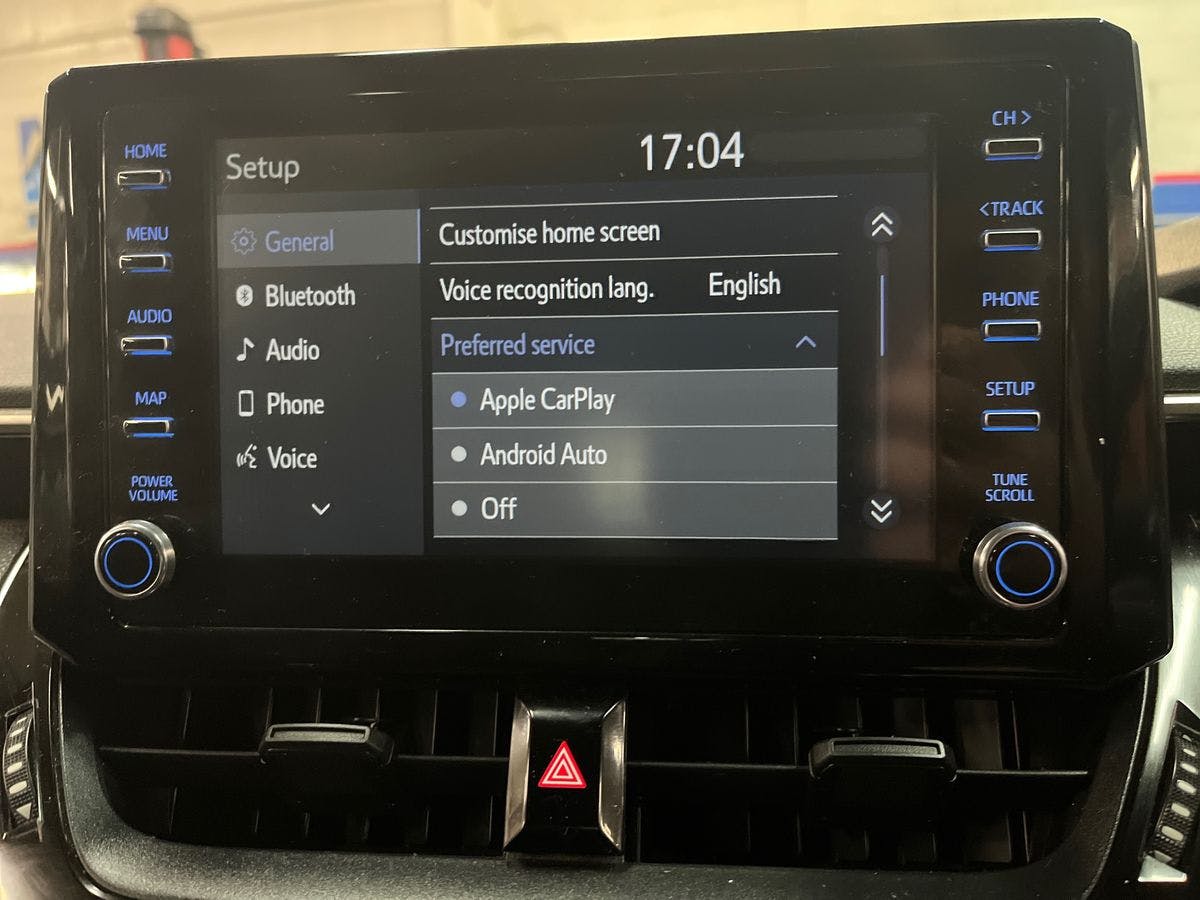 HOME
MENU
AUDIO
MAP
POWER
VOLUME
Setup
17:04
General
Bluetooth
Audio
Phone
Voice
Customise home screen
Voice recognition lang. English
Preferred service
Apple CarPlay
Android Auto
Off
CH >
<TRACK
PHONE
SETUP
TUNE
SCROLL